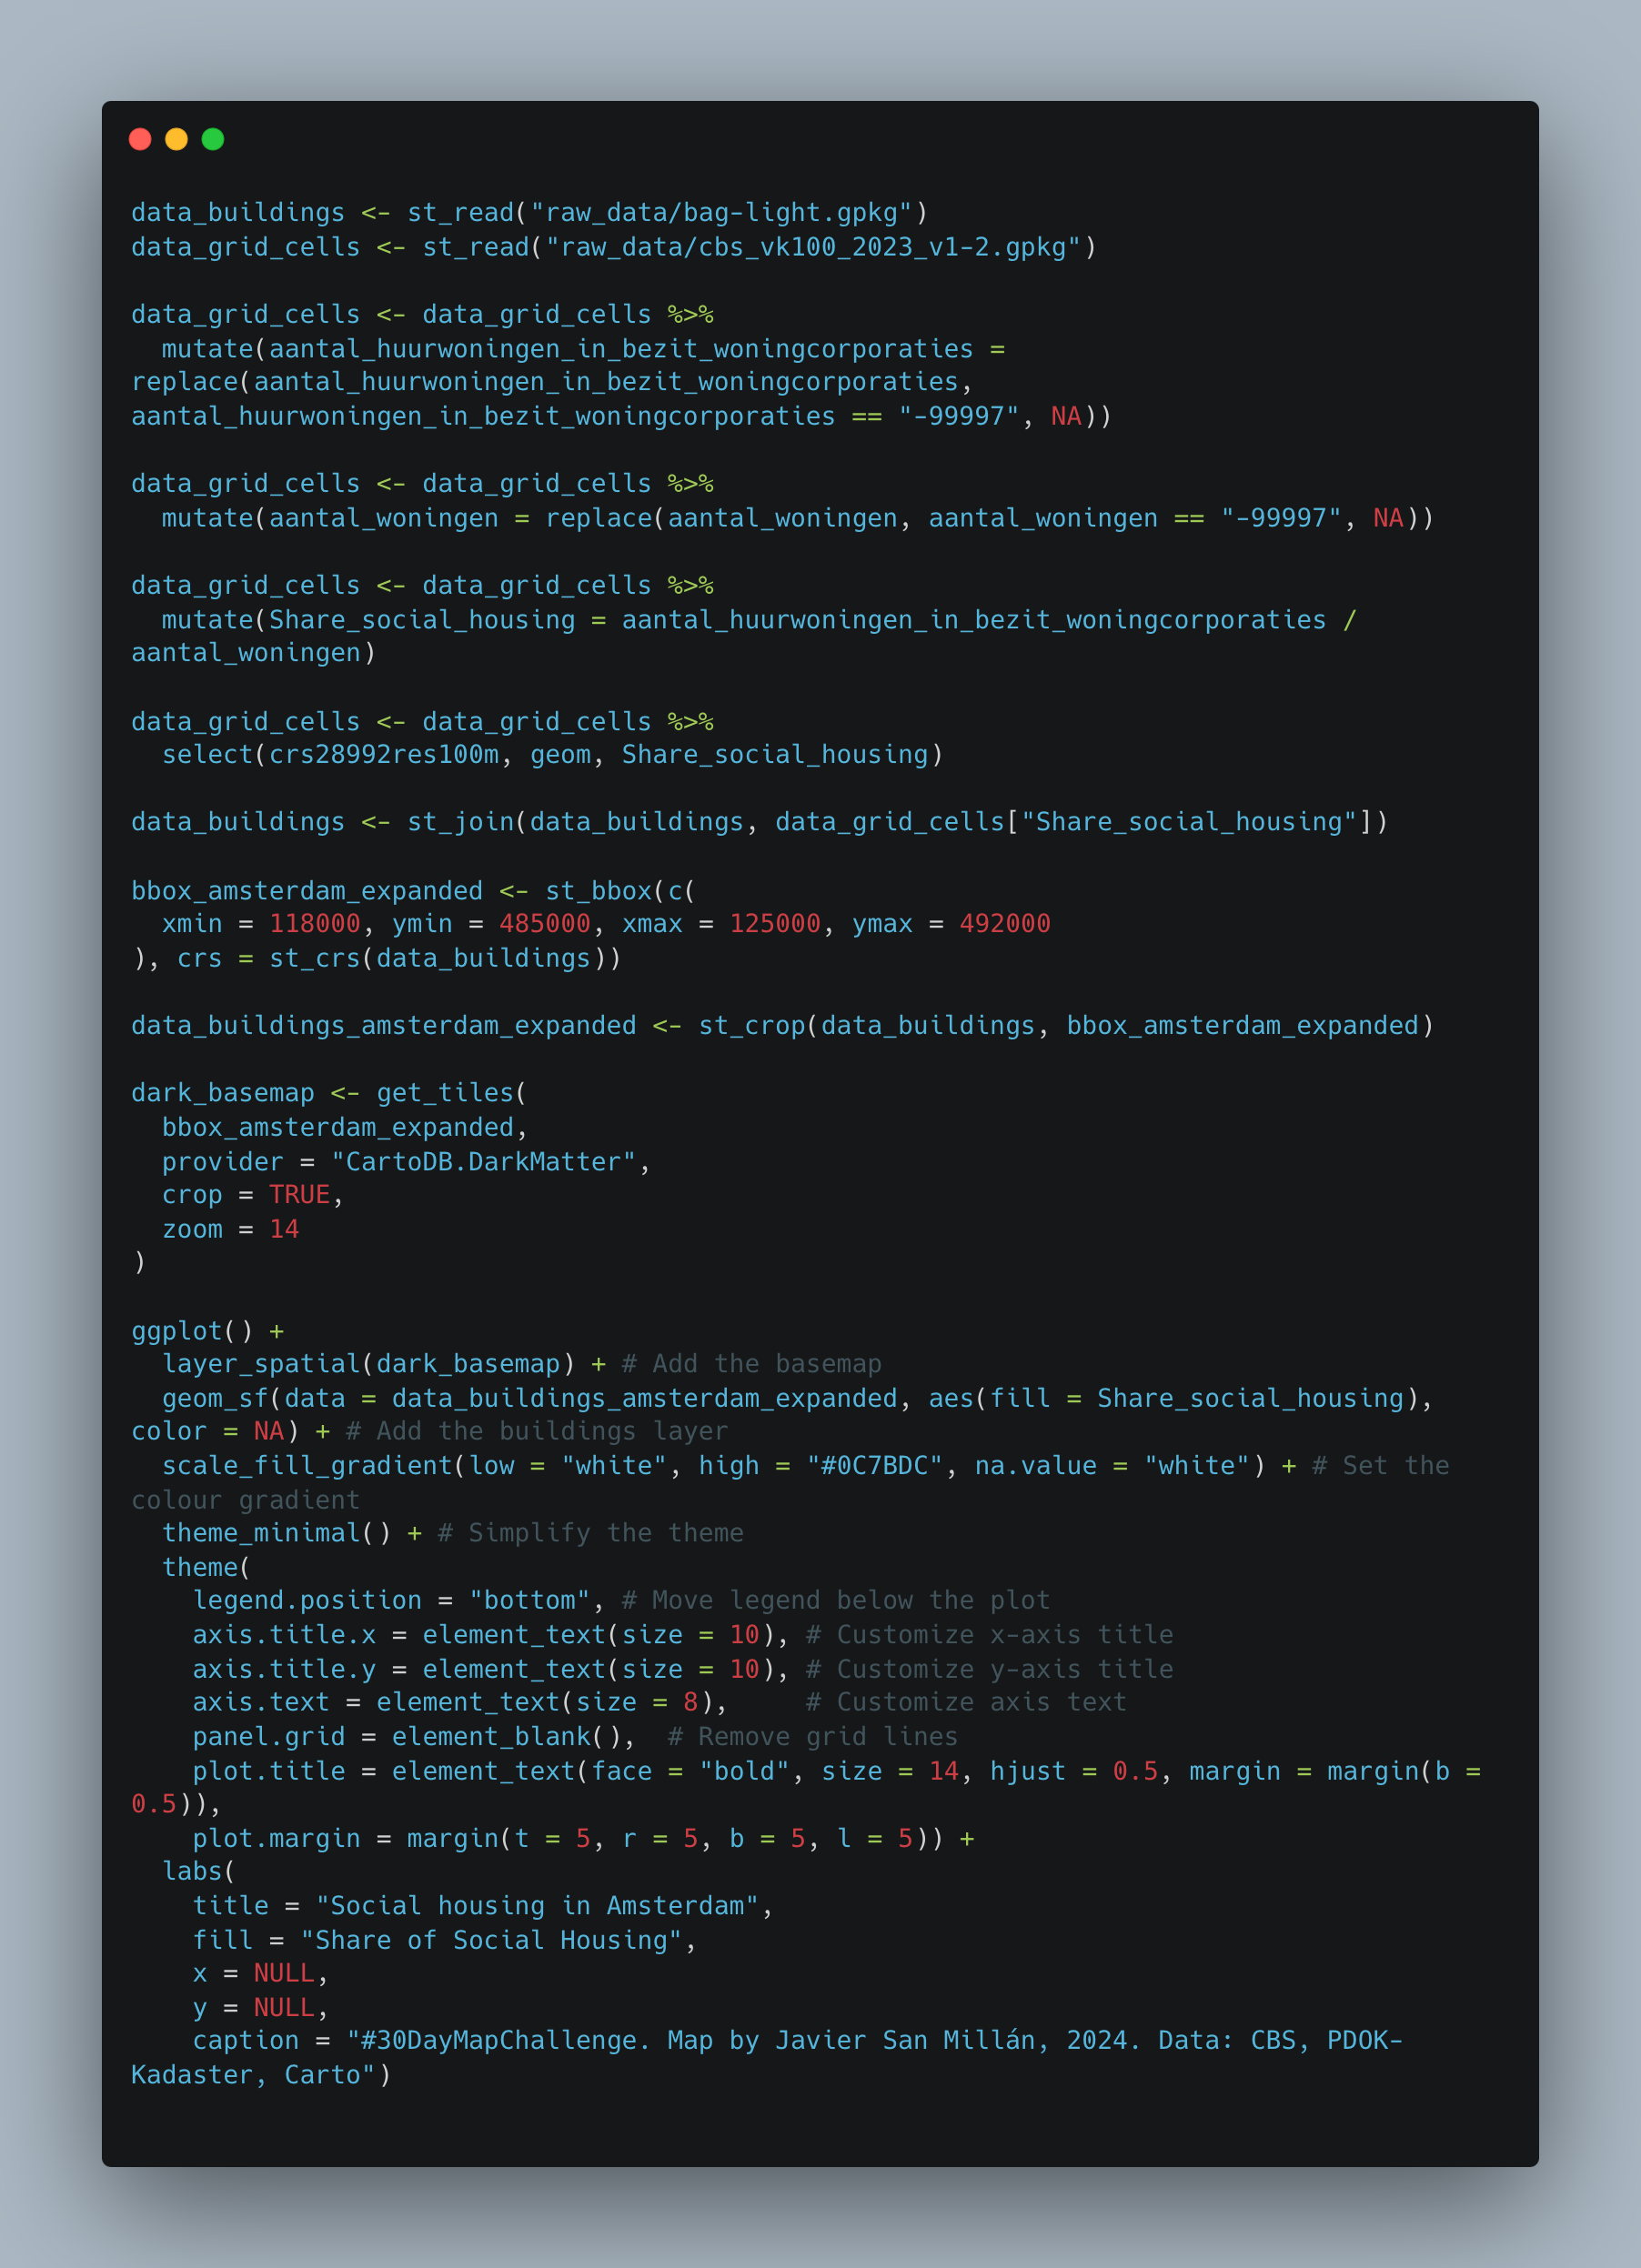 data_buildings <- st_read("raw_data/bag-light.gpkg")
data_grid_cells <- st_read("raw_data/cbs_vk100_2023_v1-2.gpkg")

data_grid_cells <- data_grid_cells %>%
  mutate(aantal_huurwoningen_in_bezit_woningcorporaties =
replace(aantal_huurwoningen_in_bezit_woningcorporaties,
aantal_huurwoningen_in_bezit_woningcorporaties == "-99997", NA))

data_grid_cells <- data_grid_cells %>%
  mutate(aantal_woningen = replace(aantal_woningen, aantal_woningen == "-99997", NA))

data_grid_cells <- data_grid_cells %>%
  mutate(Share_social_housing = aantal_huurwoningen_in_bezit_woningcorporaties /
aantal_woningen)

data_grid_cells <- data_grid_cells %>%
  select(crs28992res100m, geom, Share_social_housing)

data_buildings <- st_join(data_buildings, data_grid_cells["Share_social_housing"])

bbox_amsterdam_expanded <- st_bbox(c(
  xmin = 118000, ymin = 485000, xmax = 125000, ymax = 492000
), crs = st_crs(data_buildings))

data_buildings_amsterdam_expanded <- st_crop(data_buildings, bbox_amsterdam_expanded)

dark_basemap <- get_tiles(
  bbox_amsterdam_expanded,
  provider = "CartoDB.DarkMatter",
  crop = TRUE,
  zoom = 14
)

ggplot() +
  layer_spatial(dark_basemap) + # Add the basemap
  geom_sf(data = data_buildings_amsterdam_expanded, aes(fill = Share_social_housing),
color = NA) + # Add the buildings layer
  scale_fill_gradient(low = "white", high = "#0C7BDC", na.value = "white") + # Set the
colour gradient
  theme_minimal() + # Simplify the theme
  theme(
    legend.position = "bottom", # Move legend below the plot
    axis.title.x = element_text(size = 10), # Customize x-axis title
    axis.title.y = element_text(size = 10), # Customize y-axis title
    axis.text = element_text(size = 8),     # Customize axis text
    panel.grid = element_blank(),  # Remove grid lines
    plot.title = element_text(face = "bold", size = 14, hjust = 0.5, margin = margin(b =
0.5)),
    plot.margin = margin(t = 5, r = 5, b = 5, l = 5)) +
  labs(
    title = "Social housing in Amsterdam",
    fill = "Share of Social Housing",
    x = NULL,
    y = NULL,
    caption = "#30DayMapChallenge. Map by Javier San Millán, 2024. Data: CBS, PDOK-
Kadaster, Carto")